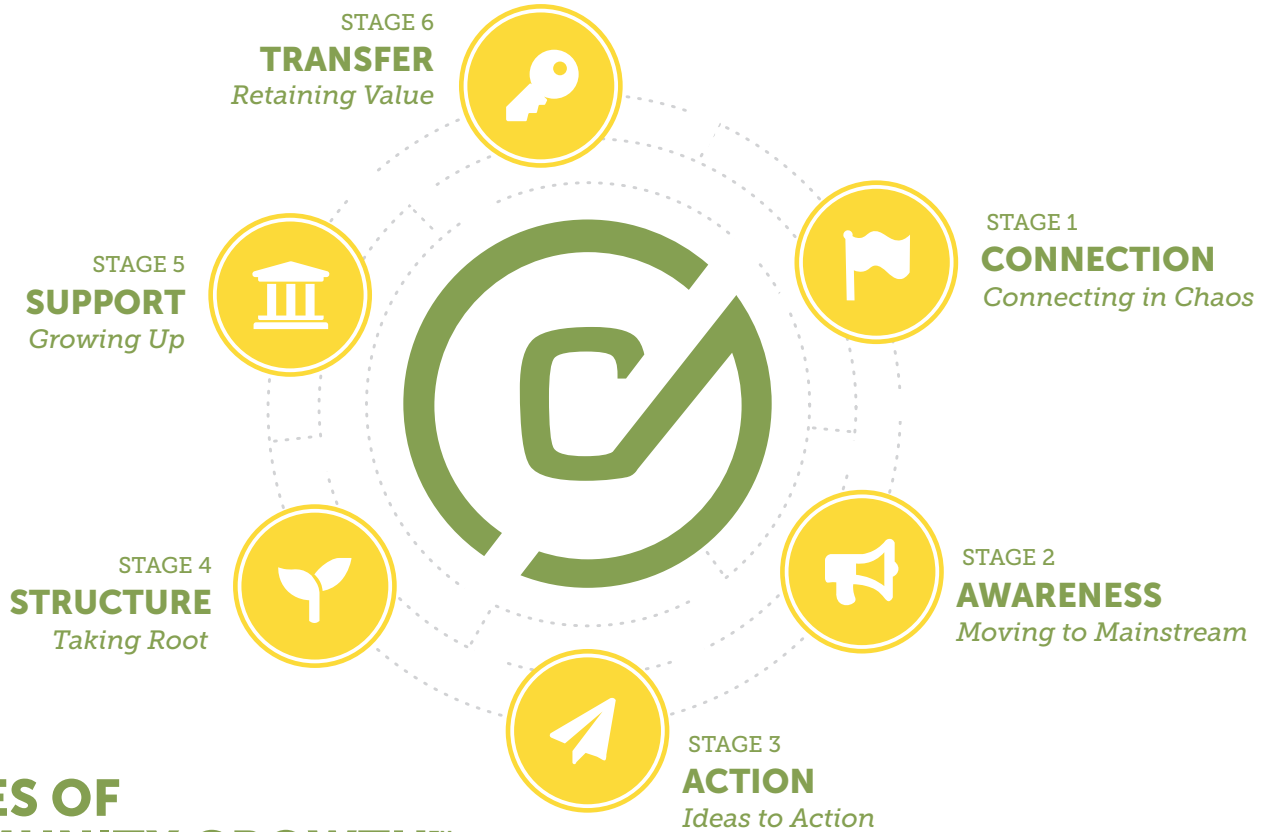 STAGE 6
TRANSFER
Retaining Value
STAGE 1
CONNECTION
Connecting in Chaos
STAGE 5
SUPPORT
Growing Up
STAGE 2
AWARENESS
Moving to Mainstream
STAGE 4
STRUCTURE
Taking Root
STAGE 3
ACTION
Ideas to Action
OF
GROWTH™